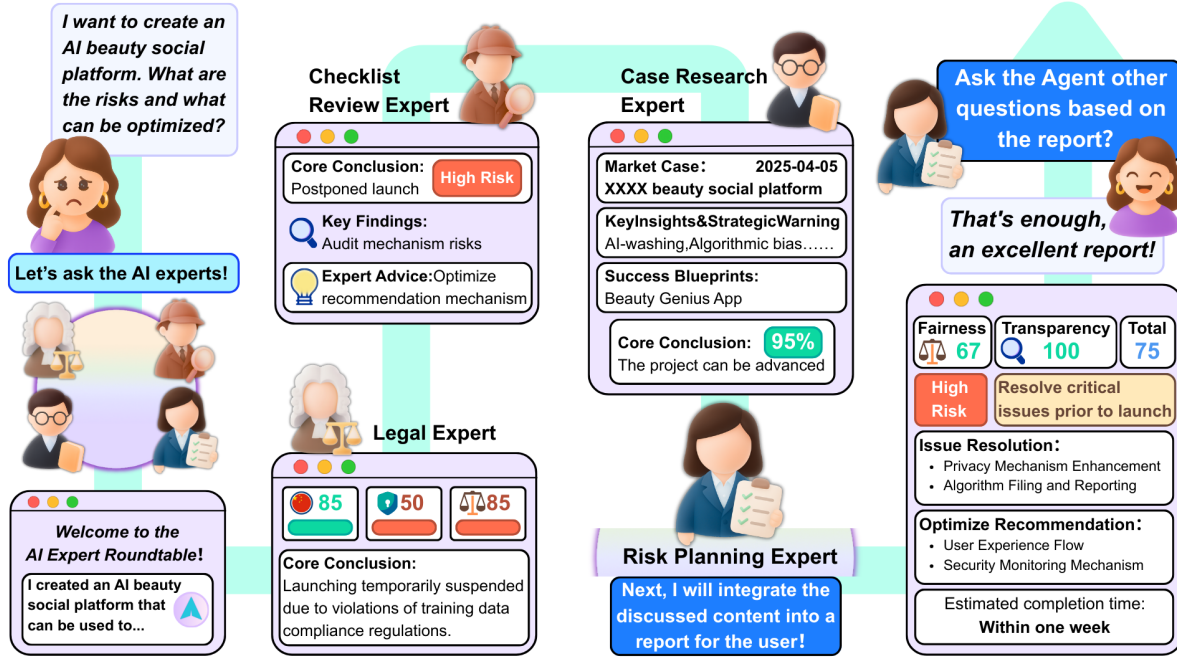 I want to create an
AI beauty social
platform. What are
the risks and what
can be optimized?
Let's ask the AI experts!
Welcome to the
AI Expert Roundtable!
I created an AI beauty
social platform that
can be used to...
Legal Expert
85
50
85
Core Conclusion:
Launching temporarily suspended
due to violations of training data
compliance regulations.
Checklist
Review Expert
Core Conclusion:
Postponed launch
High Risk
Key Findings:
Audit mechanism risks
Expert Advice:Optimize
recommendation mechanism
Case Research
Expert
Market Case: 2025-04-05
XXXX beauty social platform
KeyInsights&StrategicWarning
AI-washing,Algorithmic bias……
Success Blueprints:
Beauty Genius App
Core Conclusion: 95%
The project can be advanced
Risk Planning Expert
Next, I will integrate the
discussed content into a
report for the user!
Fairness
67
Transparency
100
Total
75
High
Risk
Resolve critical
issues prior to launch
Issue Resolution:
• Privacy Mechanism Enhancement
• Algorithm Filing and Reporting
Optimize Recommendation:
• User Experience Flow
• Security Monitoring Mechanism
Estimated completion time:
Within one week
Ask the Agent other
questions based on
the report?
That's enough,
an excellent report!